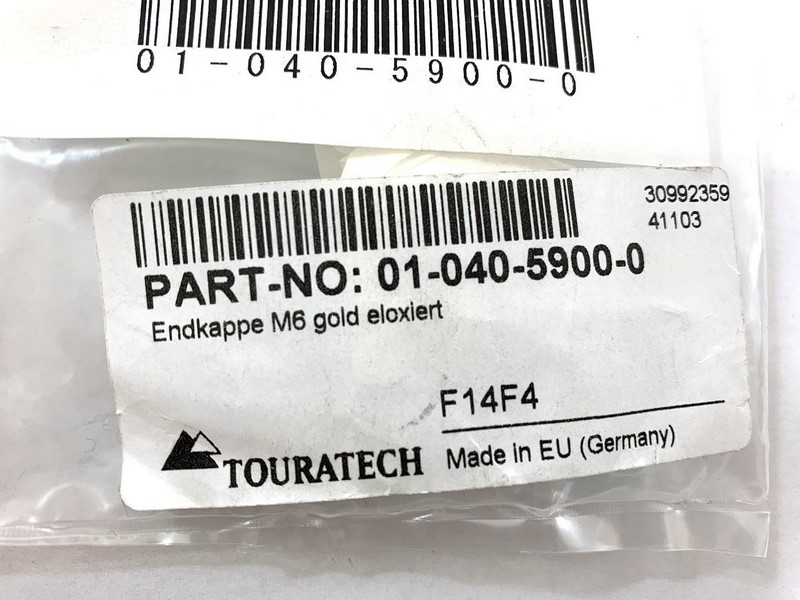 01-040-5900-0
30992359
41103
PART-NO: 01-040-5900-0
Endkappe M6 gold eloxiert
F14F4
TOURATECH
Made in EU (Germany)